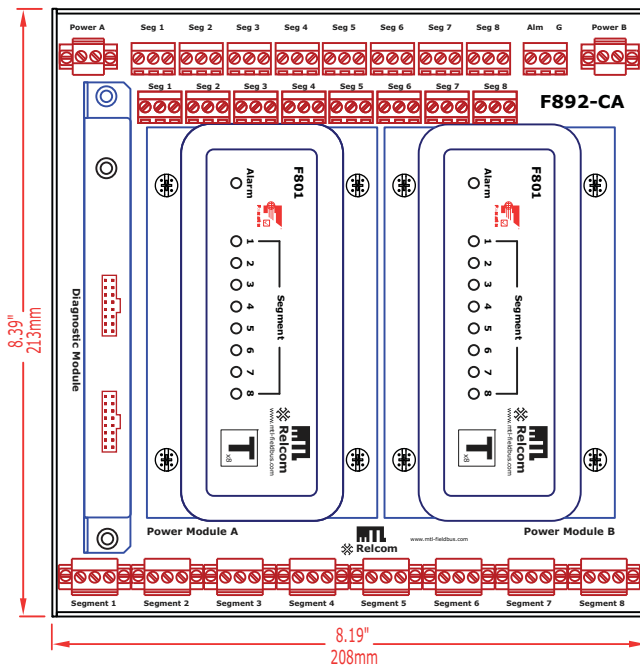 Power A Seg 1 Seg 2 Seg 3 Seg 4 Seg 5 Seg 6 Seg 7 Seg 8 Alm G Power B
Seg 1 Seg 2 Seg 3 Seg 4 Seg 5 Seg 6 Seg 7 Seg 8
F892-CA
Diagnostic Module
F801
Alarm
1
2
3
4
5
6
7
8
Segment
MTL
Relcom
www.mtl-fieldbus.com
T
x8
F801
Alarm
1
2
3
4
5
6
7
8
Segment
MTL
Relcom
www.mtl-fieldbus.com
T
x8
Power Module A
MTL
Relcom
www.mtl-fieldbus.com
Power Module B
Segment 1 Segment 2 Segment 3 Segment 4 Segment 5 Segment 6 Segment 7 Segment 8
8.39"
213mm
8.19"
208mm